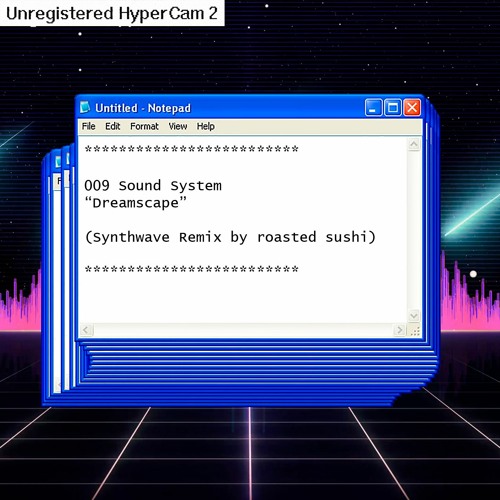 Unregistered HyperCam 2
Untitled - Notepad
File Edit Format View Help
*************************
009 Sound System
“Dreamscape”
(Synthwave Remix by roasted sushi)
*************************